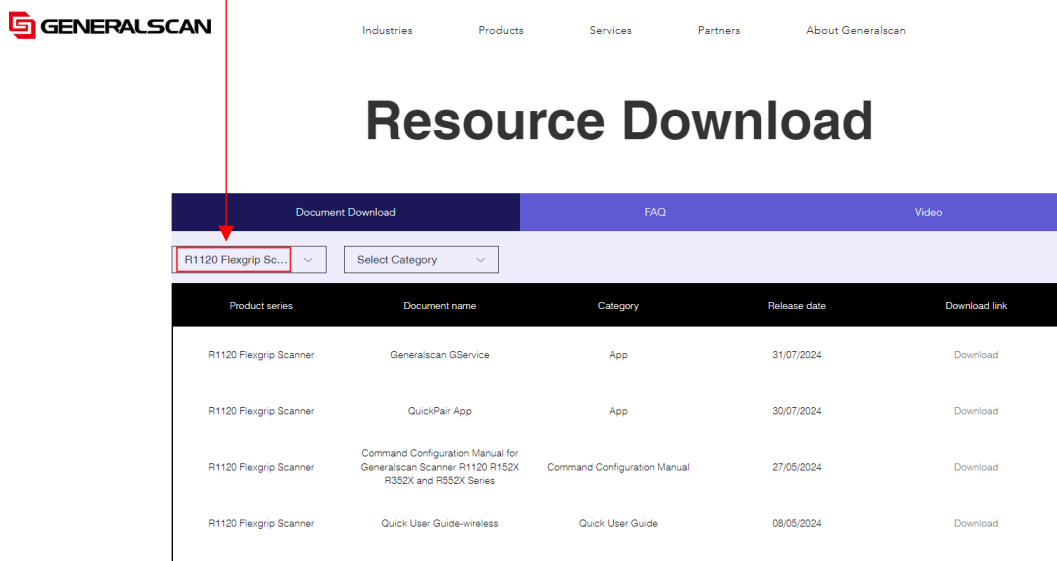 GENERALSCAN
Industries Products Services Partners About Generalscan
Resource Download
Document Download FAQ Video
R1120 Flexgrip Sc... Select Category
Product series Document name Category Release date Download link
R1120 Flexgrip Scanner Generalscan GService App 31/07/2024 Download
R1120 Flexgrip Scanner QuickPair App App 30/07/2024 Download
Command Configuration Manual for
R1120 Flexgrip Scanner Generalscan Scanner R1120 R152X Command Configuration Manual 27/05/2024 Download
R352X and R552X Series
R1120 Flexgrip Scanner Quick User Guide-wireless Quick User Guide 08/05/2024 Download